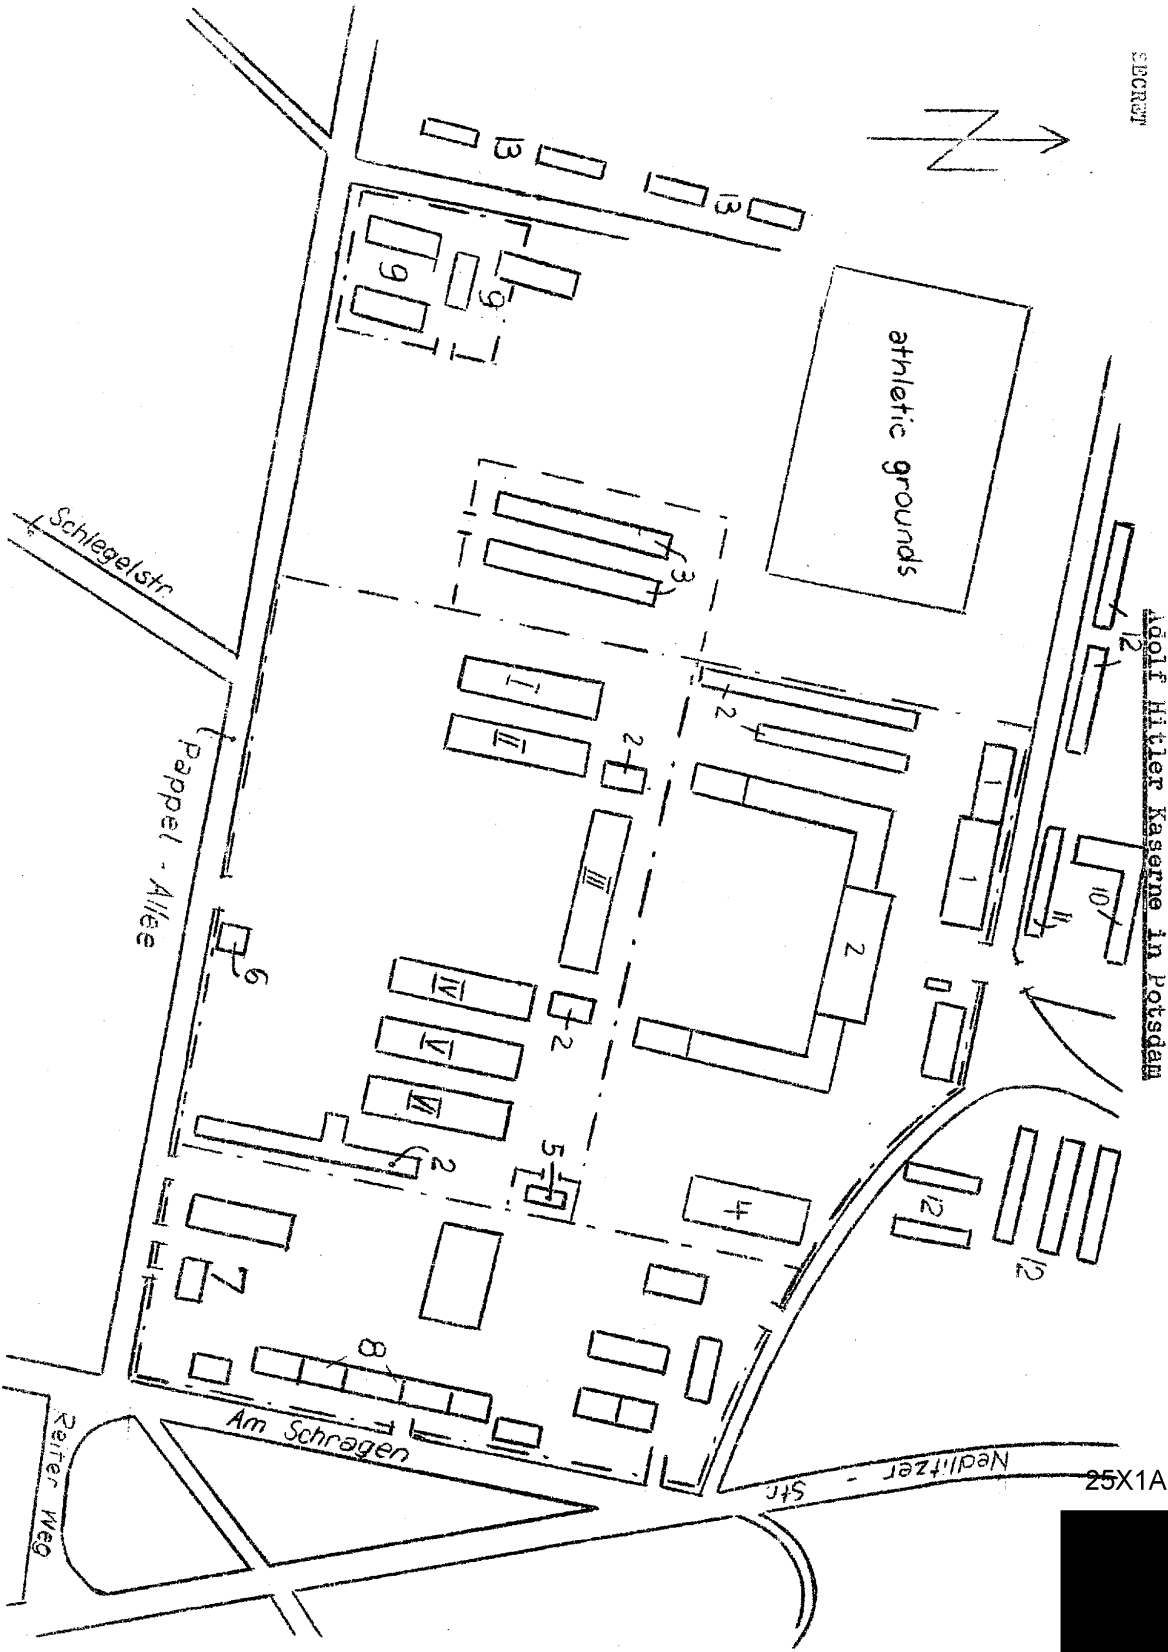 SECRET
Adolf Hitler Kaserne in Potsdam
N
13
13
9
9
athletic grounds
12
10
11
1
1
3
2
2
2
2
2
I
II
III
IV
V
VI
6
5
4
12
12
7
8
Schlegelstr.
Pappel - Allee
Am Schragen
Reiter Weg
Nedlitzer - Str.
25X1A